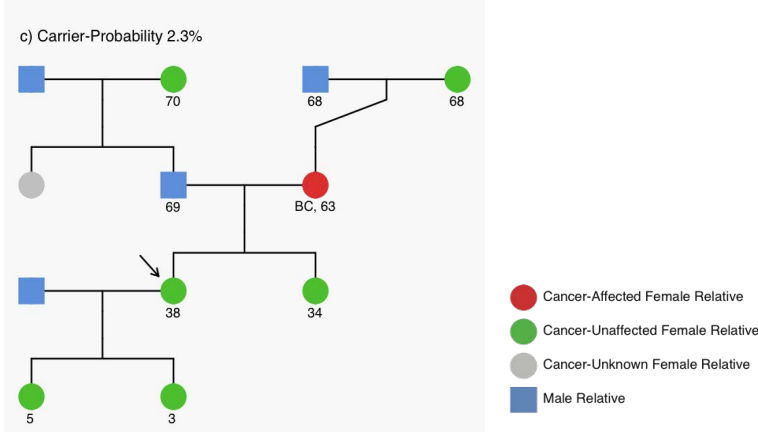 c) Carrier-Probability 2.3%
70
68
68
69
BC, 63
38
34
5
3
Cancer-Affected Female Relative
Cancer-Unaffected Female Relative
Cancer-Unknown Female Relative
Male Relative